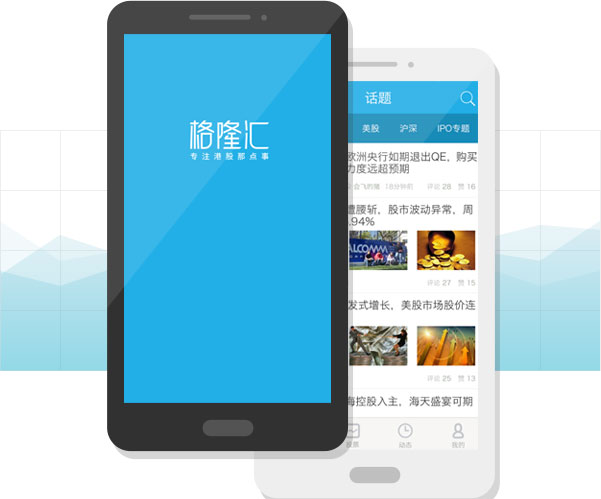 格隆汇
专注港股那点事
话题
美股 沪深 IPO专题
欧洲央行如期退出QE，购买
力度远超预期
会飞的猪 18分钟前 评论 28 赞 16
遭腰斩，股市波动异常，周
.94%
ALCOMM
评论 27 赞 15
发式增长，美股市场股价连
评论 25 赞 13
海控股入主，海天盛宴可期
股票 动态 我的